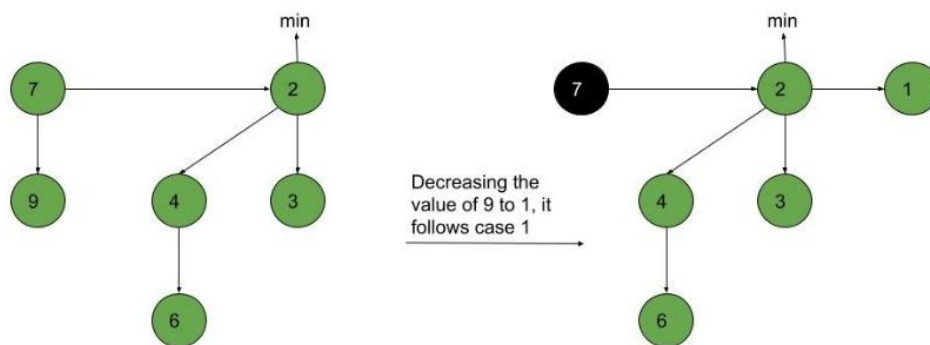 min
min
7
2
7
2
1
9
4
3
Decreasing the
value of 9 to 1, it
follows case 1
4
3
6
6